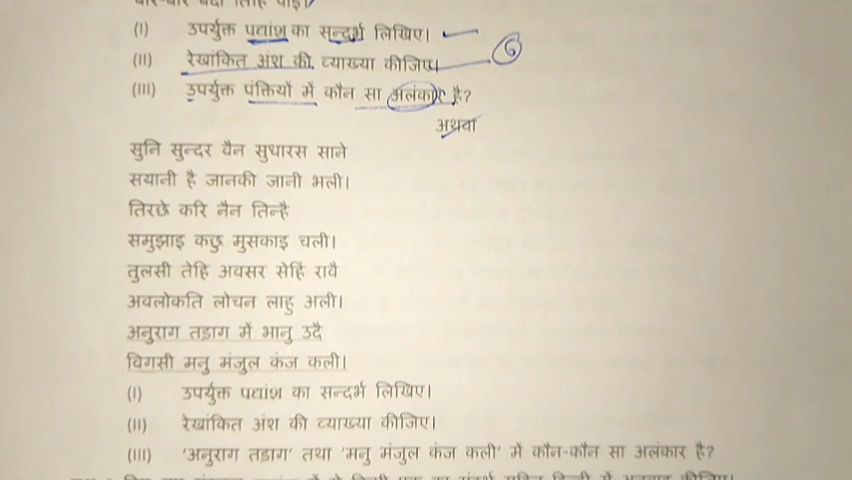 (I) उपर्युक्त पद्यांश का सन्दर्भ लिखिए।
(II) रेखांकित अंश की व्याख्या कीजिए।
6
(III) उपर्युक्त पंक्तियों में कौन सा अलंकार है?
अथवा
सुनि सुन्दर वैन सुधारस साने
सयानी है जानकी जानी भली।
तिरछे करि नैन तिन्है
समुझाइ कछु मुसकाइ चली।
तुलसी तेहि अवसर सेहिं रावै
अवलोकति लोचन लाहु अली।
अनुराग तड़ाग में भानु उदै
विगसी मनु मंजुल कंज कली।
(I) उपर्युक्त पद्यांश का सन्दर्भ लिखिए।
(II) रेखांकित अंश की व्याख्या कीजिए।
(III) 'अनुराग तड़ाग' तथा 'मनु मंजुल कंज कली' में कौन-कौन सा अलंकार है?